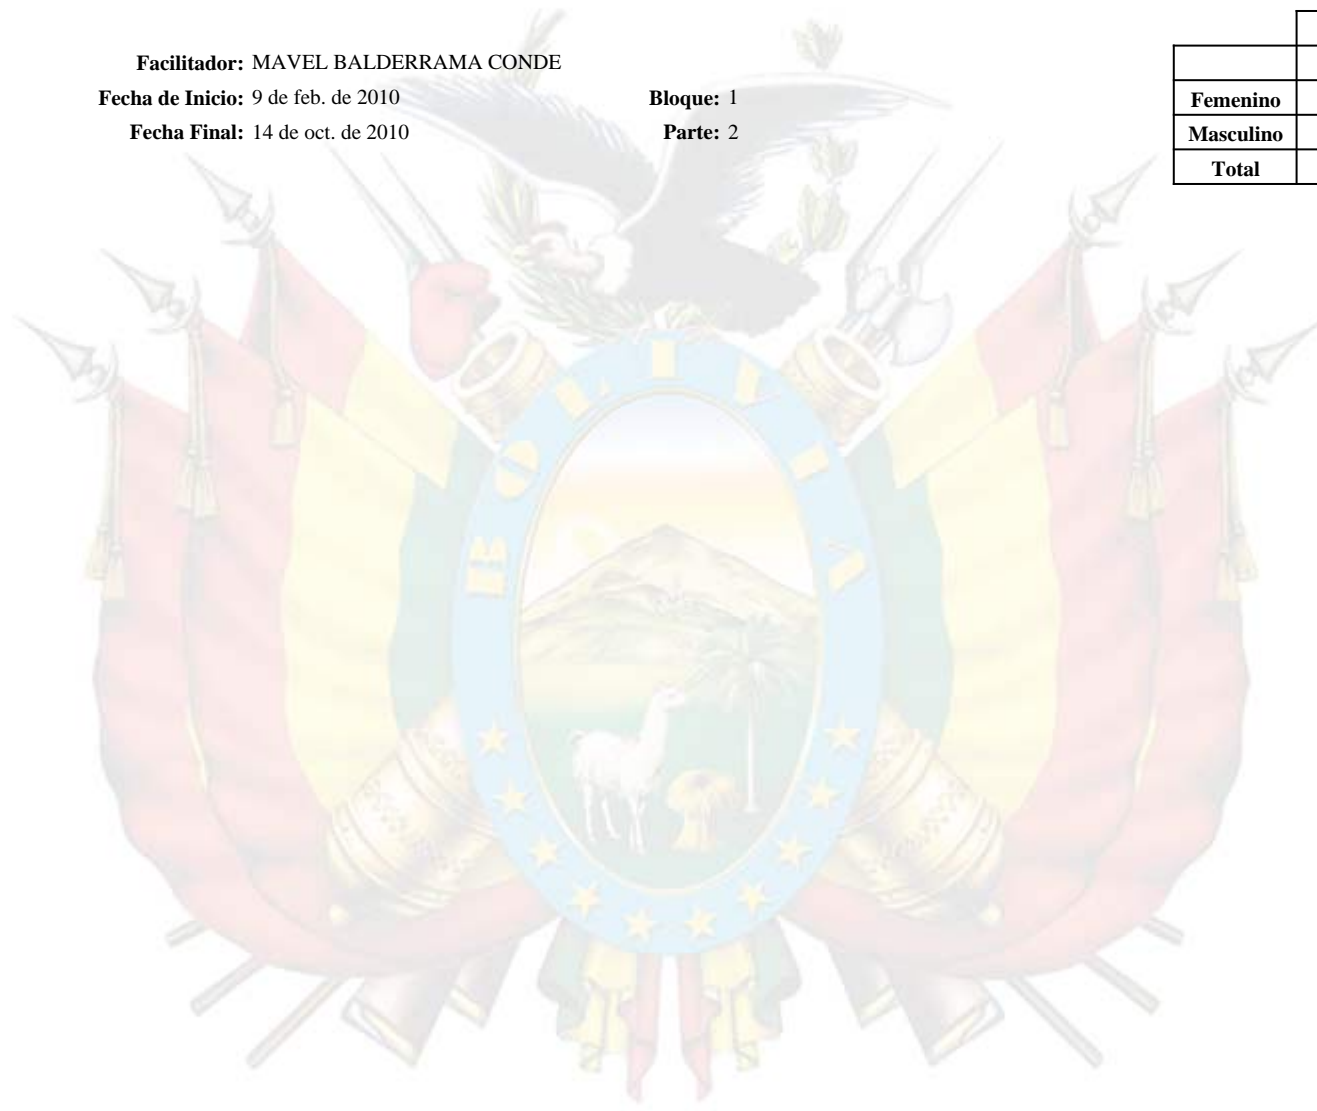 Facilitador: MAVEL BALDERRAMA CONDE
Fecha de Inicio: 9 de feb. de 2010 Bloque: 1
Fecha Final: 14 de oct. de 2010 Parte: 2
Femenino
Masculino
Total
BOLIVIA